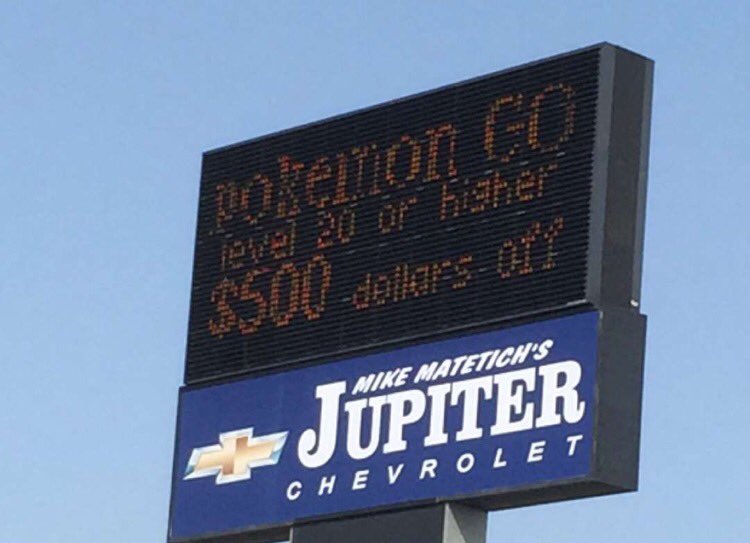 pokemon GO
level 20 or higher
$500 dollars off
MIKE MATETICH'S
JUPITER
CHEVROLET